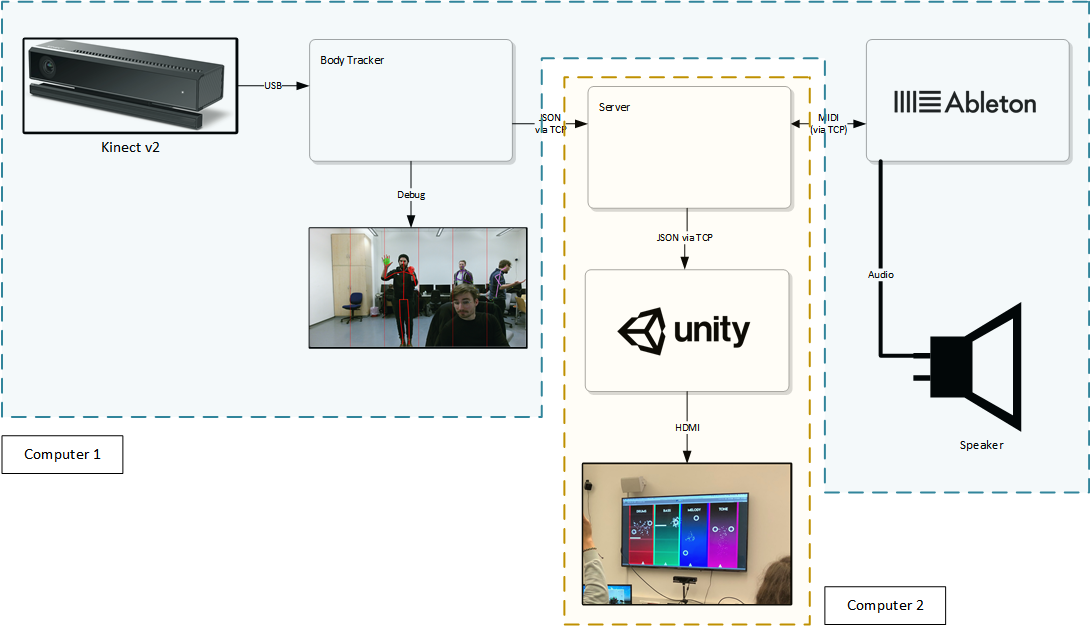 Kinect v2
USB
Body Tracker
Debug
JSON
via TCP
Server
MIDI
(via TCP)
Ableton
JSON via TCP
unity
HDMI
DRUMS
BASS
MELODY
TONE
Audio
Speaker
Computer 1
Computer 2